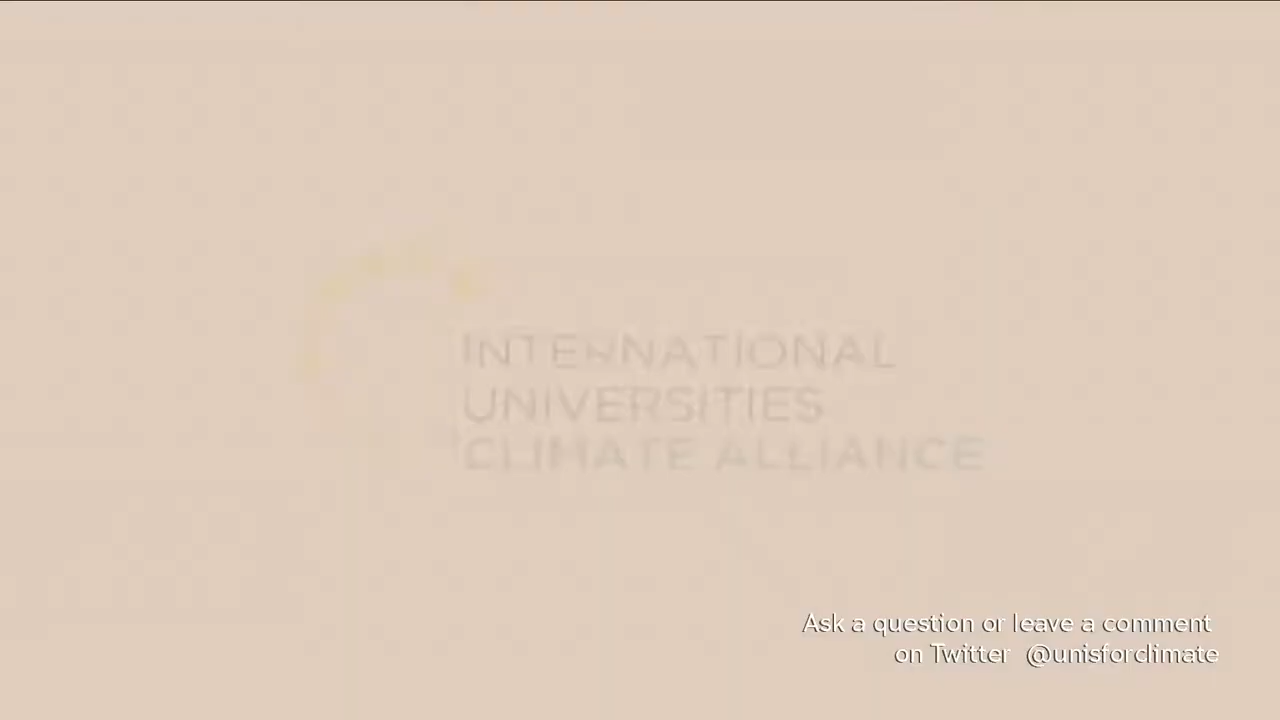 INTERNATIONAL
UNIVERSITIES
CLIMATE ALLIANCE
Ask a question or leave a comment
on Twitter @unisforclimate